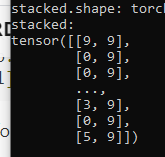 stacked.shape: torc
stacked:
tensor([[9, 9],
[0, 9],
[0, 9],
...,
[3, 9],
[0, 9],
[5, 9]])